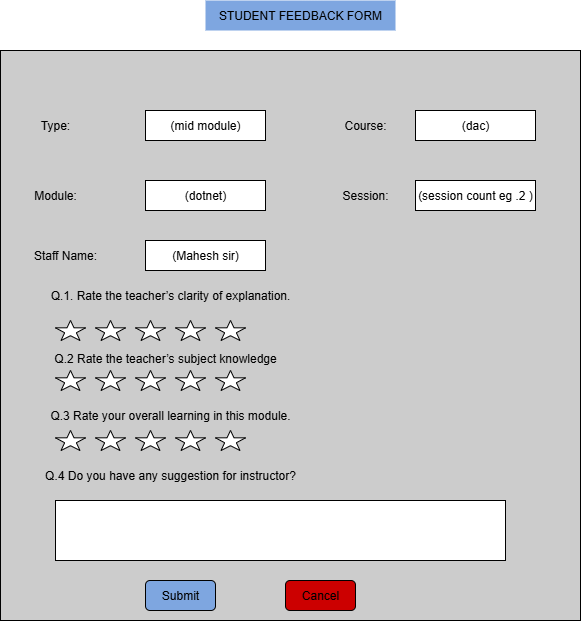 STUDENT FEEDBACK FORM
Type: (mid module) Course: (dac)
Module: (dotnet) Session: (session count eg .2 )
Staff Name: (Mahesh sir)
Q.1. Rate the teacher's clarity of explanation.
Q.2 Rate the teacher's subject knowledge
Q.3 Rate your overall learning in this module.
Q.4 Do you have any suggestion for instructor?
Submit Cancel